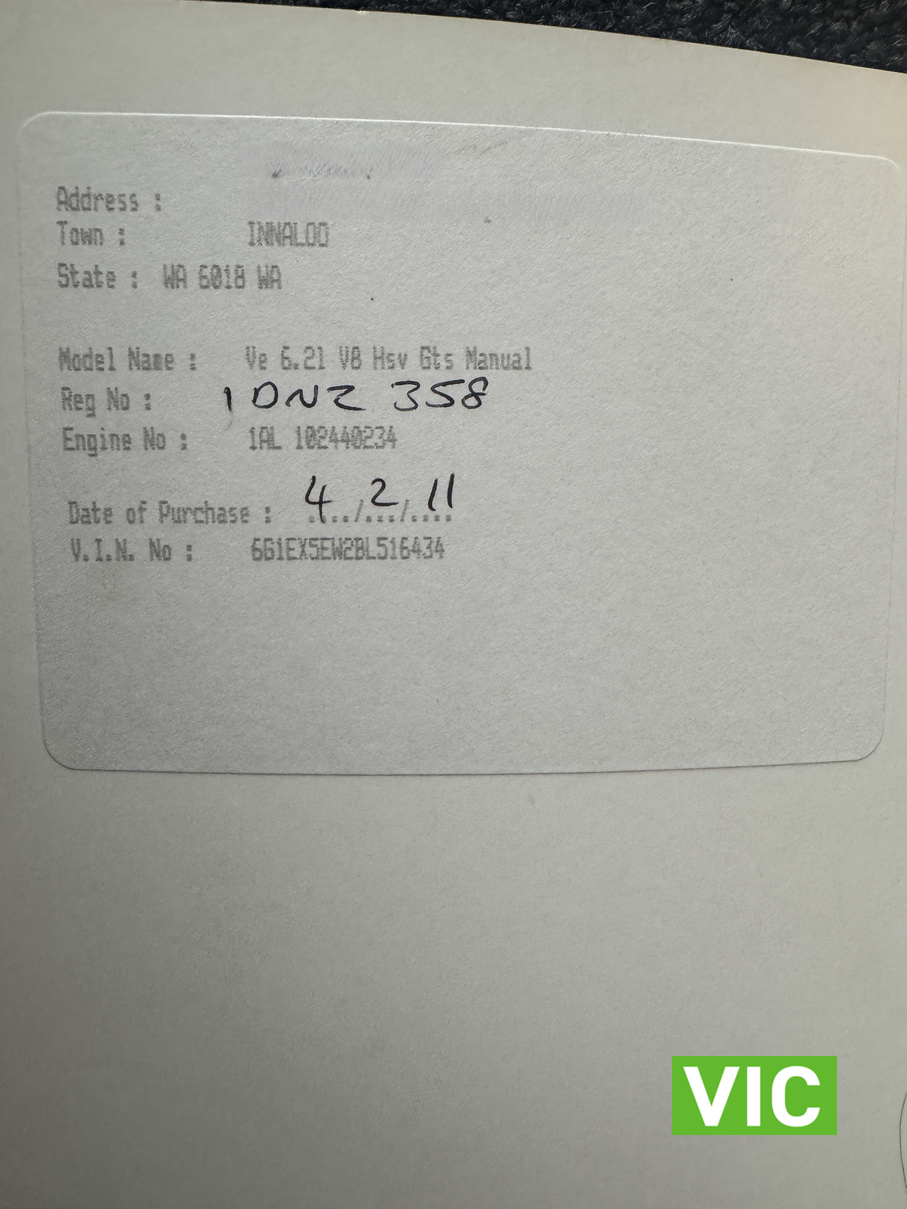 Address :
Town : INNALOO
State : WA 6018 WA
Model Name : Ve 6.2l V8 Hsv Gts Manual
Reg No : 1DNZ 358
Engine No : 1AL 102440234
Date of Purchase : 4../2../11....
V.I.N. No : 6G1EX5EW2BL516434
VIC